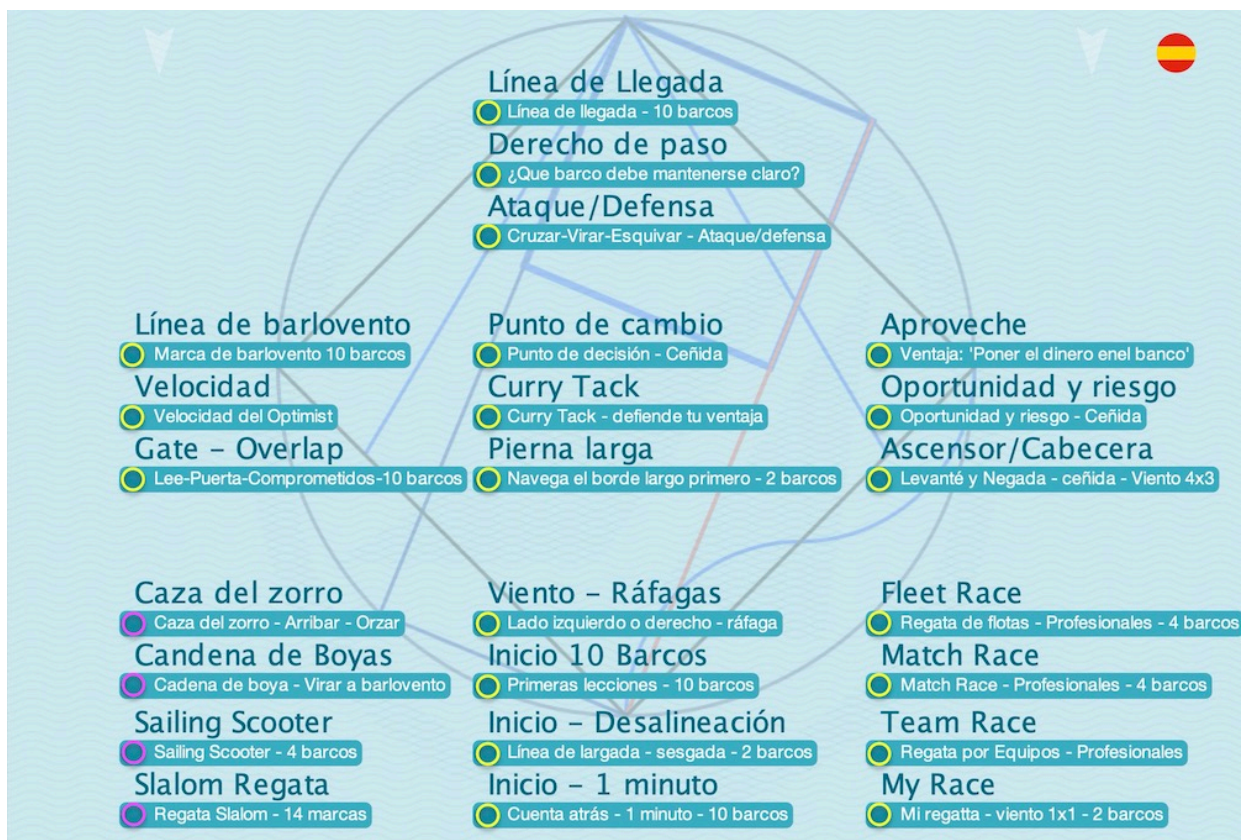 Línea de Llegada
Línea de llegada - 10 barcos
Derecho de paso
¿Que barco debe mantenerse claro?
Ataque/Defensa
Cruzar-Virar-Esquivar - Ataque/defensa
Línea de barlovento
Marca de barlovento 10 barcos
Velocidad
Velocidad del Optimist
Gate – Overlap
Lee-Puerta-Comprometidos-10 barcos
Punto de cambio
Punto de decisión - Ceñida
Curry Tack
Curry Tack - defiende tu ventaja
Pierna larga
Navega el borde largo primero - 2 barcos
Aproveche
Ventaja: 'Poner el dinero enel banco'
Oportunidad y riesgo
Oportunidad y riesgo - Ceñida
Ascensor/Cabecera
Levanté y Negada - ceñida - Viento 4x3
Caza del zorro
Caza del zorro - Arribar - Orzar
Candena de Boyas
Cadena de boya - Virar a barlovento
Sailing Scooter
Sailing Scooter - 4 barcos
Slalom Regata
Regata Slalom - 14 marcas
Viento – Ráfagas
Lado izquierdo o derecho - ráfaga
Inicio 10 Barcos
Primeras lecciones - 10 barcos
Inicio – Desalineación
Línea de largada - sesgada - 2 barcos
Inicio – 1 minuto
Cuenta atrás - 1 minuto - 10 barcos
Fleet Race
Regata de flotas - Profesionales - 4 barcos
Match Race
Match Race - Profesionales - 4 barcos
Team Race
Regata por Equipos - Profesionales
My Race
Mi regatta - viento 1x1 - 2 barcos